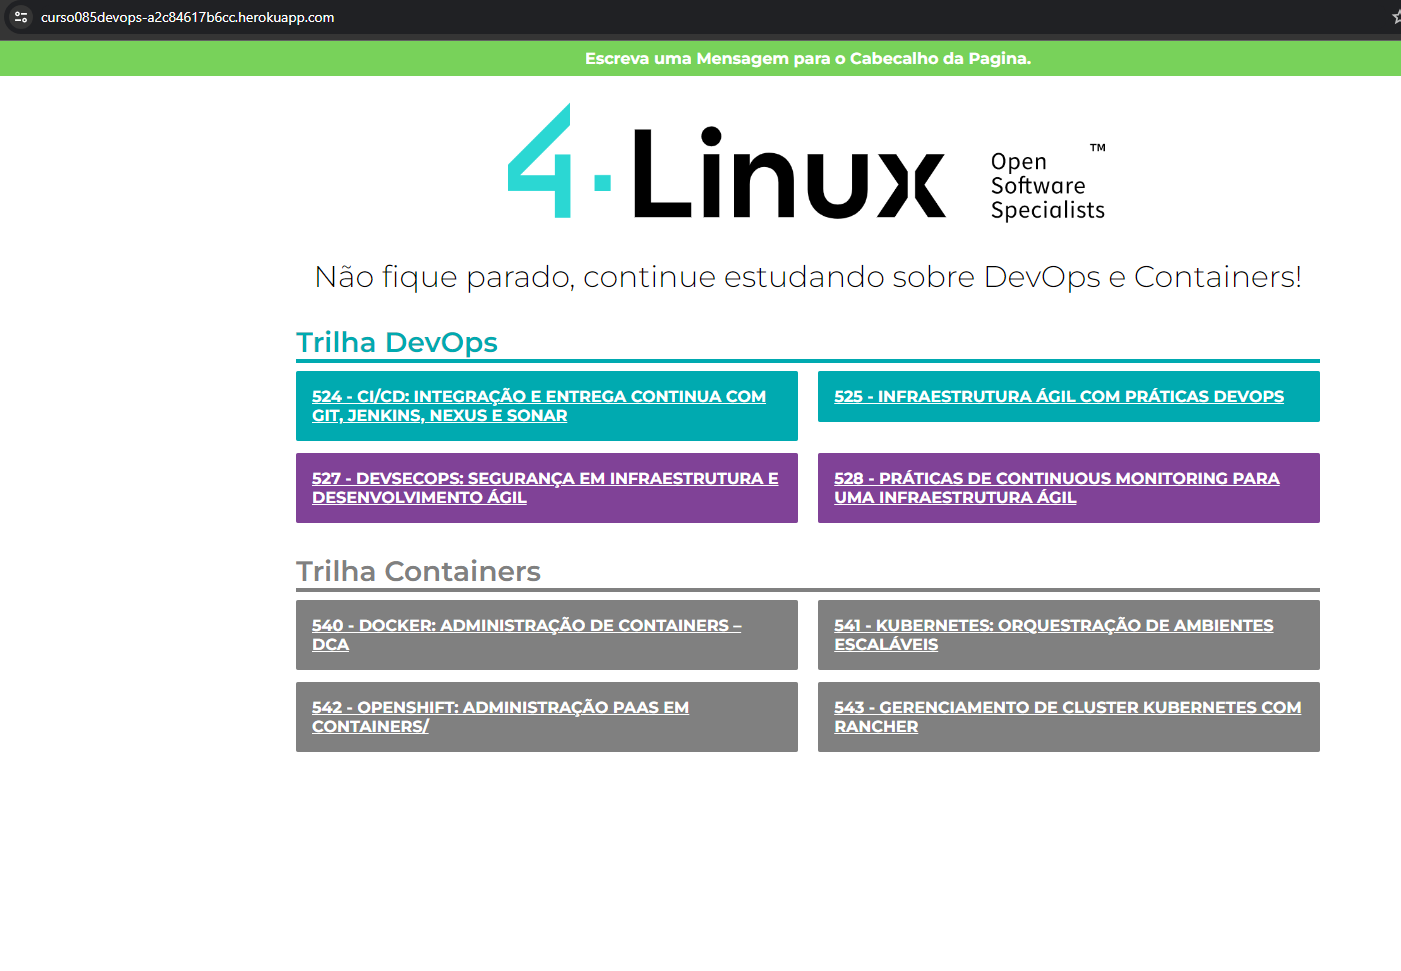 curso085devops-a2c84617b6cc.herokuapp.com
Escreva uma Mensagem para o Cabecalho da Pagina.
4.Linux
Open
Software
Specialists
™
Não fique parado, continue estudando sobre DevOps e Containers!
Trilha DevOps
524 - CI/CD: INTEGRAÇÃO E ENTREGA CONTINUA COM
GIT, JENKINS, NEXUS E SONAR
525 - INFRAESTRUTURA ÁGIL COM PRÁTICAS DEVOPS
527 - DEVSECOPS: SEGURANÇA EM INFRAESTRUTURA E
DESENVOLVIMENTO ÁGIL
528 - PRÁTICAS DE CONTINUOUS MONITORING PARA
UMA INFRAESTRUTURA ÁGIL
Trilha Containers
540 - DOCKER: ADMINISTRAÇÃO DE CONTAINERS –
DCA
541 - KUBERNETES: ORQUESTRAÇÃO DE AMBIENTES
ESCALÁVEIS
542 - OPENSHIFT: ADMINISTRAÇÃO PAAS EM
CONTAINERS/
543 - GERENCIAMENTO DE CLUSTER KUBERNETES COM
RANCHER